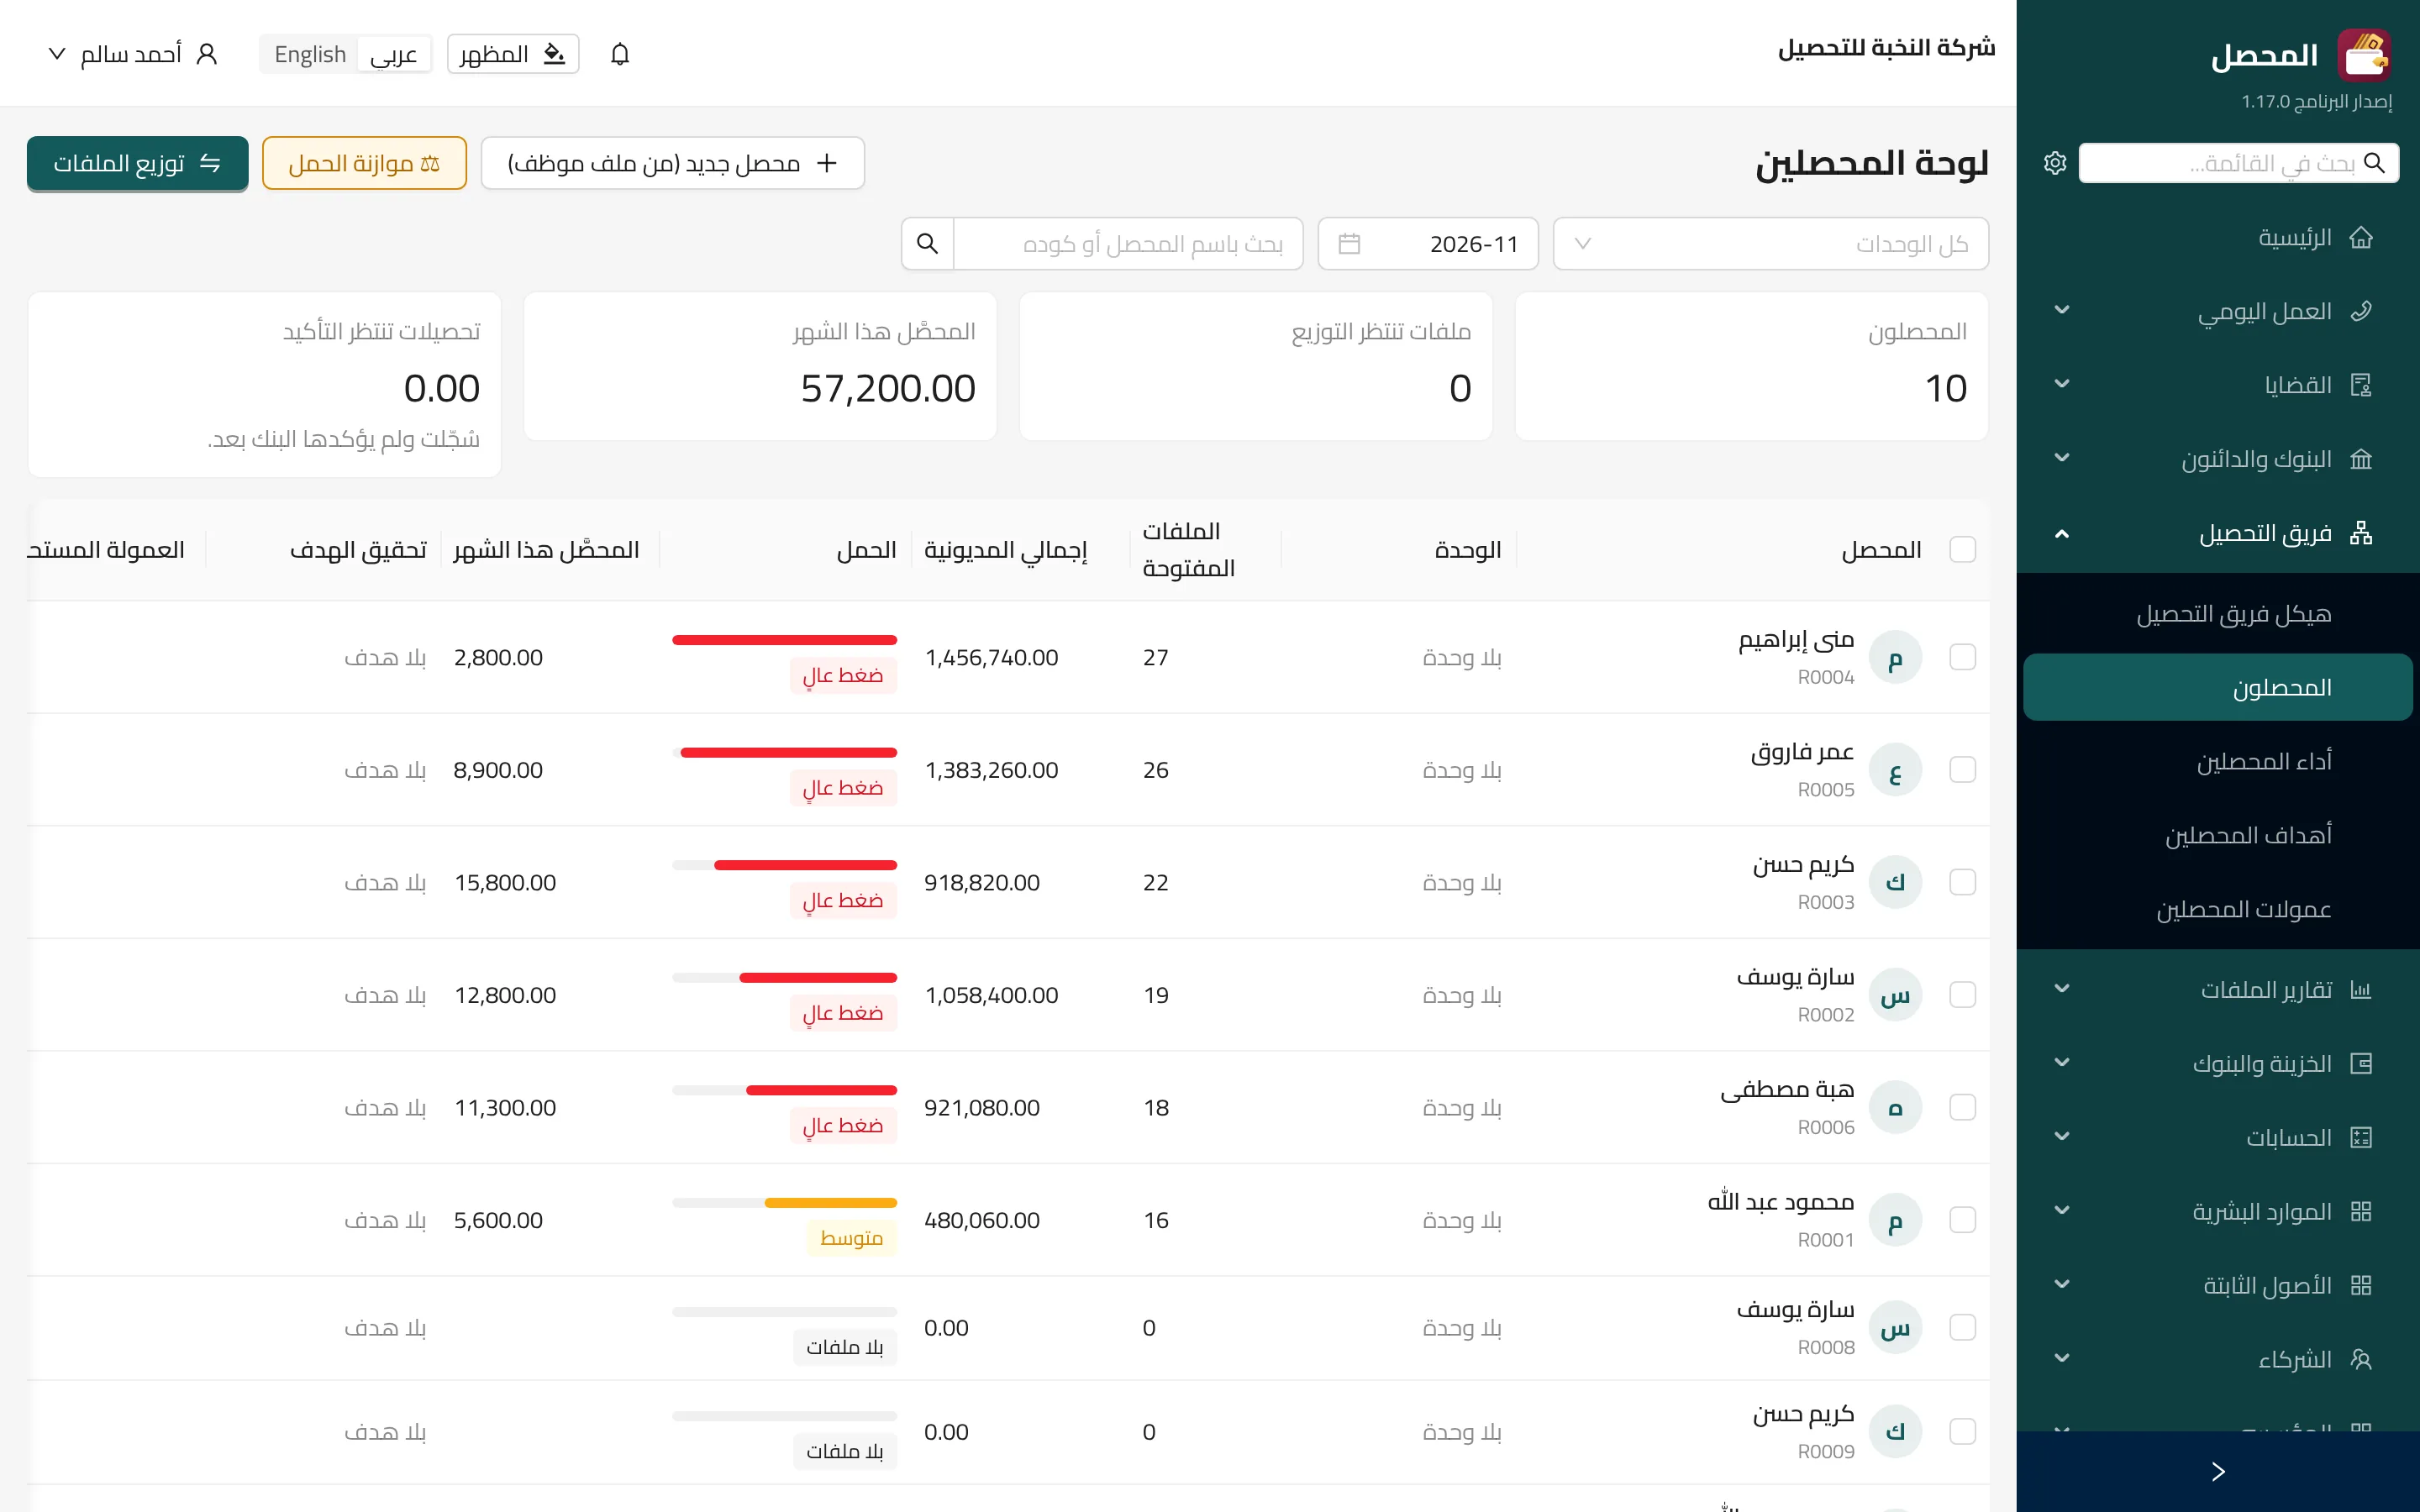 المحصل
إصدار البرنامج 1.17.0
بحث في القائمة...
الرئيسية
العمل اليومي
القضايا
البنوك والدائنون
فريق التحصيل
هيكل فريق التحصيل
المحصلون
أداء المحصلين
أهداف المحصلين
عمولات المحصلين
تقارير الملفات
الخزينة والبنوك
الحسابات
الموارد البشرية
الأصول الثابتة
الشركاء
شركة النخبة للتحصيل
المظهر
عربي English
أحمد سالم
لوحة المحصلين
محصل جديد (من ملف موظف)
موازنة الحمل
توزيع الملفات
كل الوحدات
2026-11
بحث باسم المحصل أو كوده
المحصلون
10
ملفات تنتظر التوزيع
0
المحصَّل هذا الشهر
57,200.00
تحصيلات تنتظر التأكيد
0.00
سُجّلت ولم يؤكدها البنك بعد.
المحصل الوحدة الملفات المفتوحة إجمالي المديونية الحمل المحصَّل هذا الشهر تحقيق الهدف العمولة
منى إبراهيم R0004 بلا وحدة 27 1,456,740.00 ضغط عالٍ 2,800.00 بلا هدف
عمر فاروق R0005 بلا وحدة 26 1,383,260.00 ضغط عالٍ 8,900.00 بلا هدف
كريم حسن R0003 بلا وحدة 22 918,820.00 ضغط عالٍ 15,800.00 بلا هدف
سارة يوسف R0002 بلا وحدة 19 1,058,400.00 ضغط عالٍ 12,800.00 بلا هدف
هبة مصطفى R0006 بلا وحدة 18 921,080.00 ضغط عالٍ 11,300.00 بلا هدف
محمود عبد الله R0001 بلا وحدة 16 480,060.00 متوسط 5,600.00 بلا هدف
سارة يوسف R0008 بلا وحدة 0 0.00 بلا ملفات بلا هدف
كريم حسن R0009 بلا وحدة 0 0.00 بلا ملفات بلا هدف